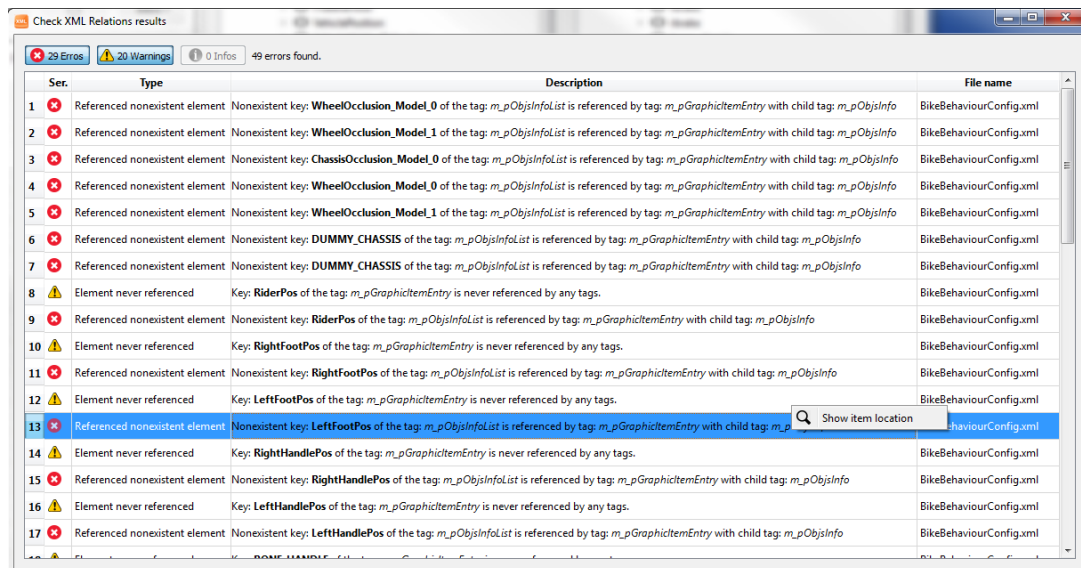 Check XML Relations results
29 Erros 20 Warnings 0 Infos 49 errors found.
Ser. Type Description File name
1 Referenced nonexistent element Nonexistent key: WheelOcclusion_Model_0 of the tag: m_pObjsInfoList is referenced by tag: m_pGraphicItemEntry with child tag: m_pObjsInfo BikeBehaviourConfig.xml
2 Referenced nonexistent element Nonexistent key: WheelOcclusion_Model_1 of the tag: m_pObjsInfoList is referenced by tag: m_pGraphicItemEntry with child tag: m_pObjsInfo BikeBehaviourConfig.xml
3 Referenced nonexistent element Nonexistent key: ChassisOcclusion_Model_0 of the tag: m_pObjsInfoList is referenced by tag: m_pGraphicItemEntry with child tag: m_pObjsInfo BikeBehaviourConfig.xml
4 Referenced nonexistent element Nonexistent key: WheelOcclusion_Model_0 of the tag: m_pObjsInfoList is referenced by tag: m_pGraphicItemEntry with child tag: m_pObjsInfo BikeBehaviourConfig.xml
5 Referenced nonexistent element Nonexistent key: WheelOcclusion_Model_1 of the tag: m_pObjsInfoList is referenced by tag: m_pGraphicItemEntry with child tag: m_pObjsInfo BikeBehaviourConfig.xml
6 Referenced nonexistent element Nonexistent key: DUMMY_CHASSIS of the tag: m_pObjsInfoList is referenced by tag: m_pGraphicItemEntry with child tag: m_pObjsInfo BikeBehaviourConfig.xml
7 Referenced nonexistent element Nonexistent key: DUMMY_CHASSIS of the tag: m_pObjsInfoList is referenced by tag: m_pGraphicItemEntry with child tag: m_pObjsInfo BikeBehaviourConfig.xml
8 Element never referenced Key: RiderPos of the tag: m_pGraphicItemEntry is never referenced by any tags. BikeBehaviourConfig.xml
9 Referenced nonexistent element Nonexistent key: RiderPos of the tag: m_pObjsInfoList is referenced by tag: m_pGraphicItemEntry with child tag: m_pObjsInfo BikeBehaviourConfig.xml
10 Element never referenced Key: RightFootPos of the tag: m_pGraphicItemEntry is never referenced by any tags. BikeBehaviourConfig.xml
11 Referenced nonexistent element Nonexistent key: RightFootPos of the tag: m_pObjsInfoList is referenced by tag: m_pGraphicItemEntry with child tag: m_pObjsInfo BikeBehaviourConfig.xml
12 Element never referenced Key: LeftFootPos of the tag: m_pGraphicItemEntry is never referenced by any tags. BikeBehaviourConfig.xml
Show item location
13 Referenced nonexistent element Nonexistent key: LeftFootPos of the tag: m_pObjsInfoList is referenced by tag: m_pGraphicItemEntry with child tag: haviourConfig.xml
14 Element never referenced Key: RightHandlePos of the tag: m_pGraphicItemEntry is never referenced by any tags. BikeBehaviourConfig.xml
15 Referenced nonexistent element Nonexistent key: RightHandlePos of the tag: m_pObjsInfoList is referenced by tag: m_pGraphicItemEntry with child tag: m_pObjsInfo BikeBehaviourConfig.xml
16 Element never referenced Key: LeftHandlePos of the tag: m_pGraphicItemEntry is never referenced by any tags. BikeBehaviourConfig.xml
17 Referenced nonexistent element Nonexistent key: LeftHandlePos of the tag: m_pObjsInfoList is referenced by tag: m_pGraphicItemEntry with child tag: m_pObjsInfo BikeBehaviourConfig.xml